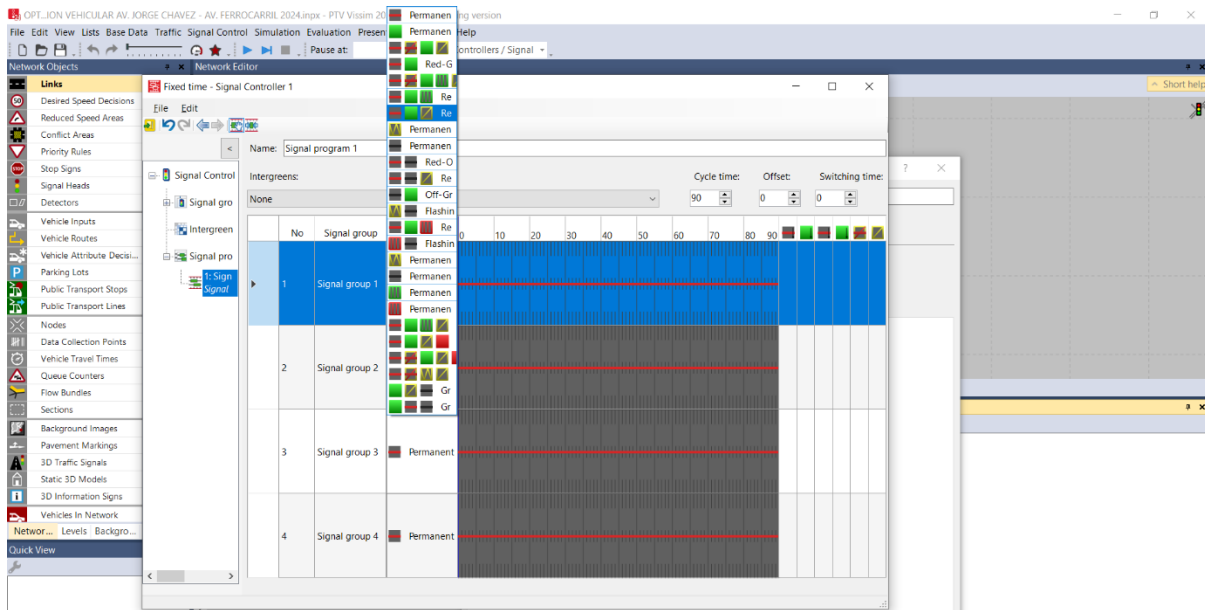 OPT...ION VEHICULAR AV. JORGE CHAVEZ - AV. FERROCARRIL 2024.inpx - PTV Vissim 20
ng version
File Edit View Lists Base Data Traffic Signal Control Simulation Evaluation Presen
Help
Pause at:
ontrollers / Signal
Network Objects
Network Editor
Short help
Links
Desired Speed Decisions
Reduced Speed Areas
Conflict Areas
Priority Rules
Stop Signs
Signal Heads
Detectors
Vehicle Inputs
Vehicle Routes
Vehicle Attribute Decisi...
Parking Lots
Public Transport Stops
Public Transport Lines
Nodes
Data Collection Points
Vehicle Travel Times
Queue Counters
Flow Bundles
Sections
Background Images
Pavement Markings
3D Traffic Signals
Static 3D Models
3D Information Signs
Vehicles In Network
Networ... Levels Backgro...
Quick View
Fixed time - Signal Controller 1
File Edit
<
Name: Signal program 1
Signal Control
Signal gro
Intergreen
Signal pro
1: Sign
Signal
Intergreens:
None
Cycle time: Offset: Switching time:
90 0 0
No Signal group
0 10 20 30 40 50 60 70 80 90
1 Signal group 1
2 Signal group 2
3 Signal group 3 Permanent
4 Signal group 4 Permanent
Permanen
Permanen
Red-G
Re
Re
Permanen
Permanen
Red-O
Re
Off-Gr
Flashin
Re
Flashin
Permanen
Permanen
Permanen
Permanen
Gr
Gr